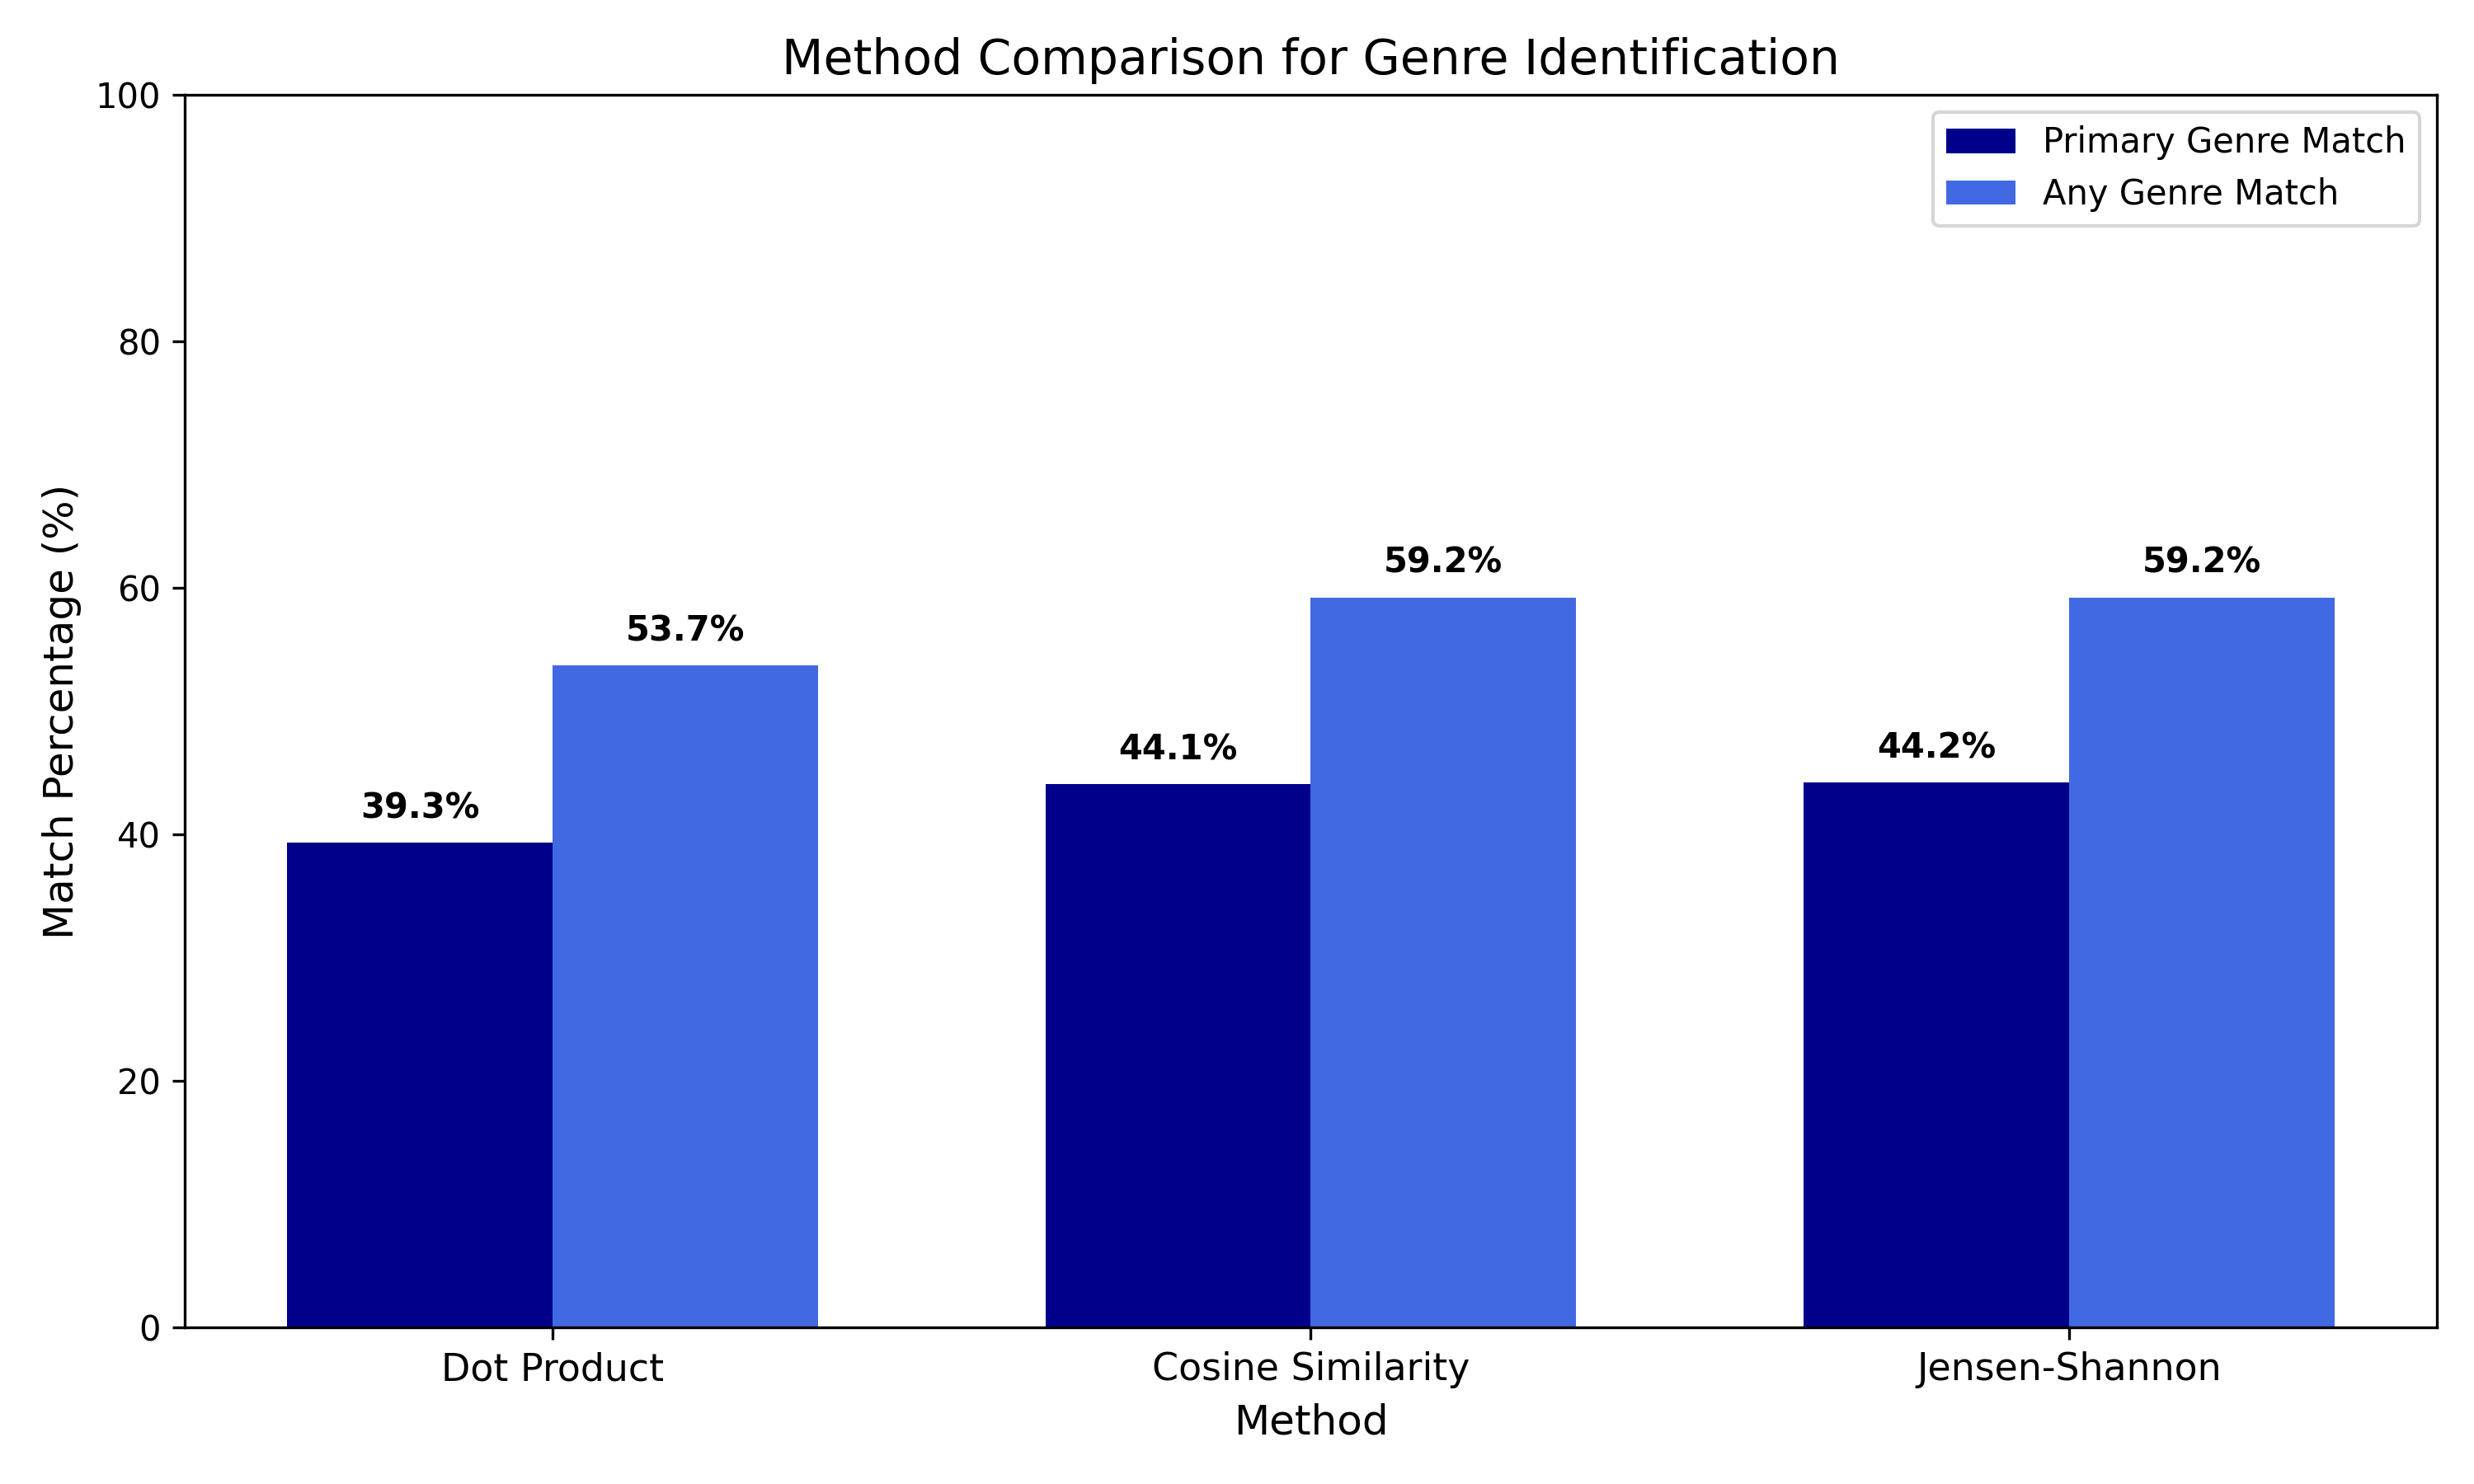 Method Comparison for Genre Identification
100
80
60
40
20
0
Match Percentage (%)
Primary Genre Match
Any Genre Match
39.3%
53.7%
44.1%
59.2%
44.2%
59.2%
Dot Product
Cosine Similarity
Jensen-Shannon
Method